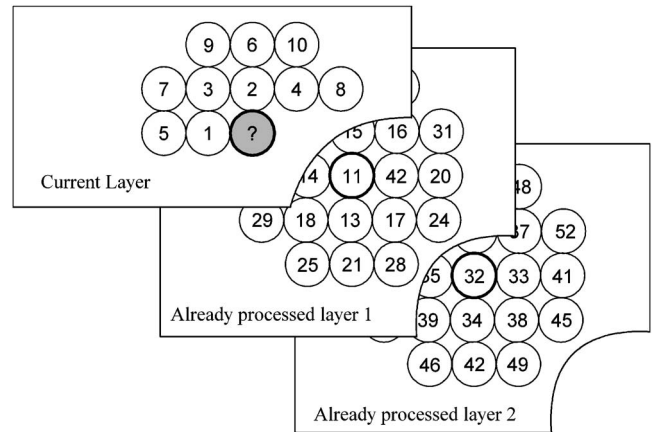 9 6 10
7 3 2 4 8
5 1 ?
Current Layer
15 16 31
14 11 42 20
29 18 13 17 24
25 21 28
Already processed layer 1
48
37 52
35 32 33 41
39 34 38 45
46 42 49
Already processed layer 2